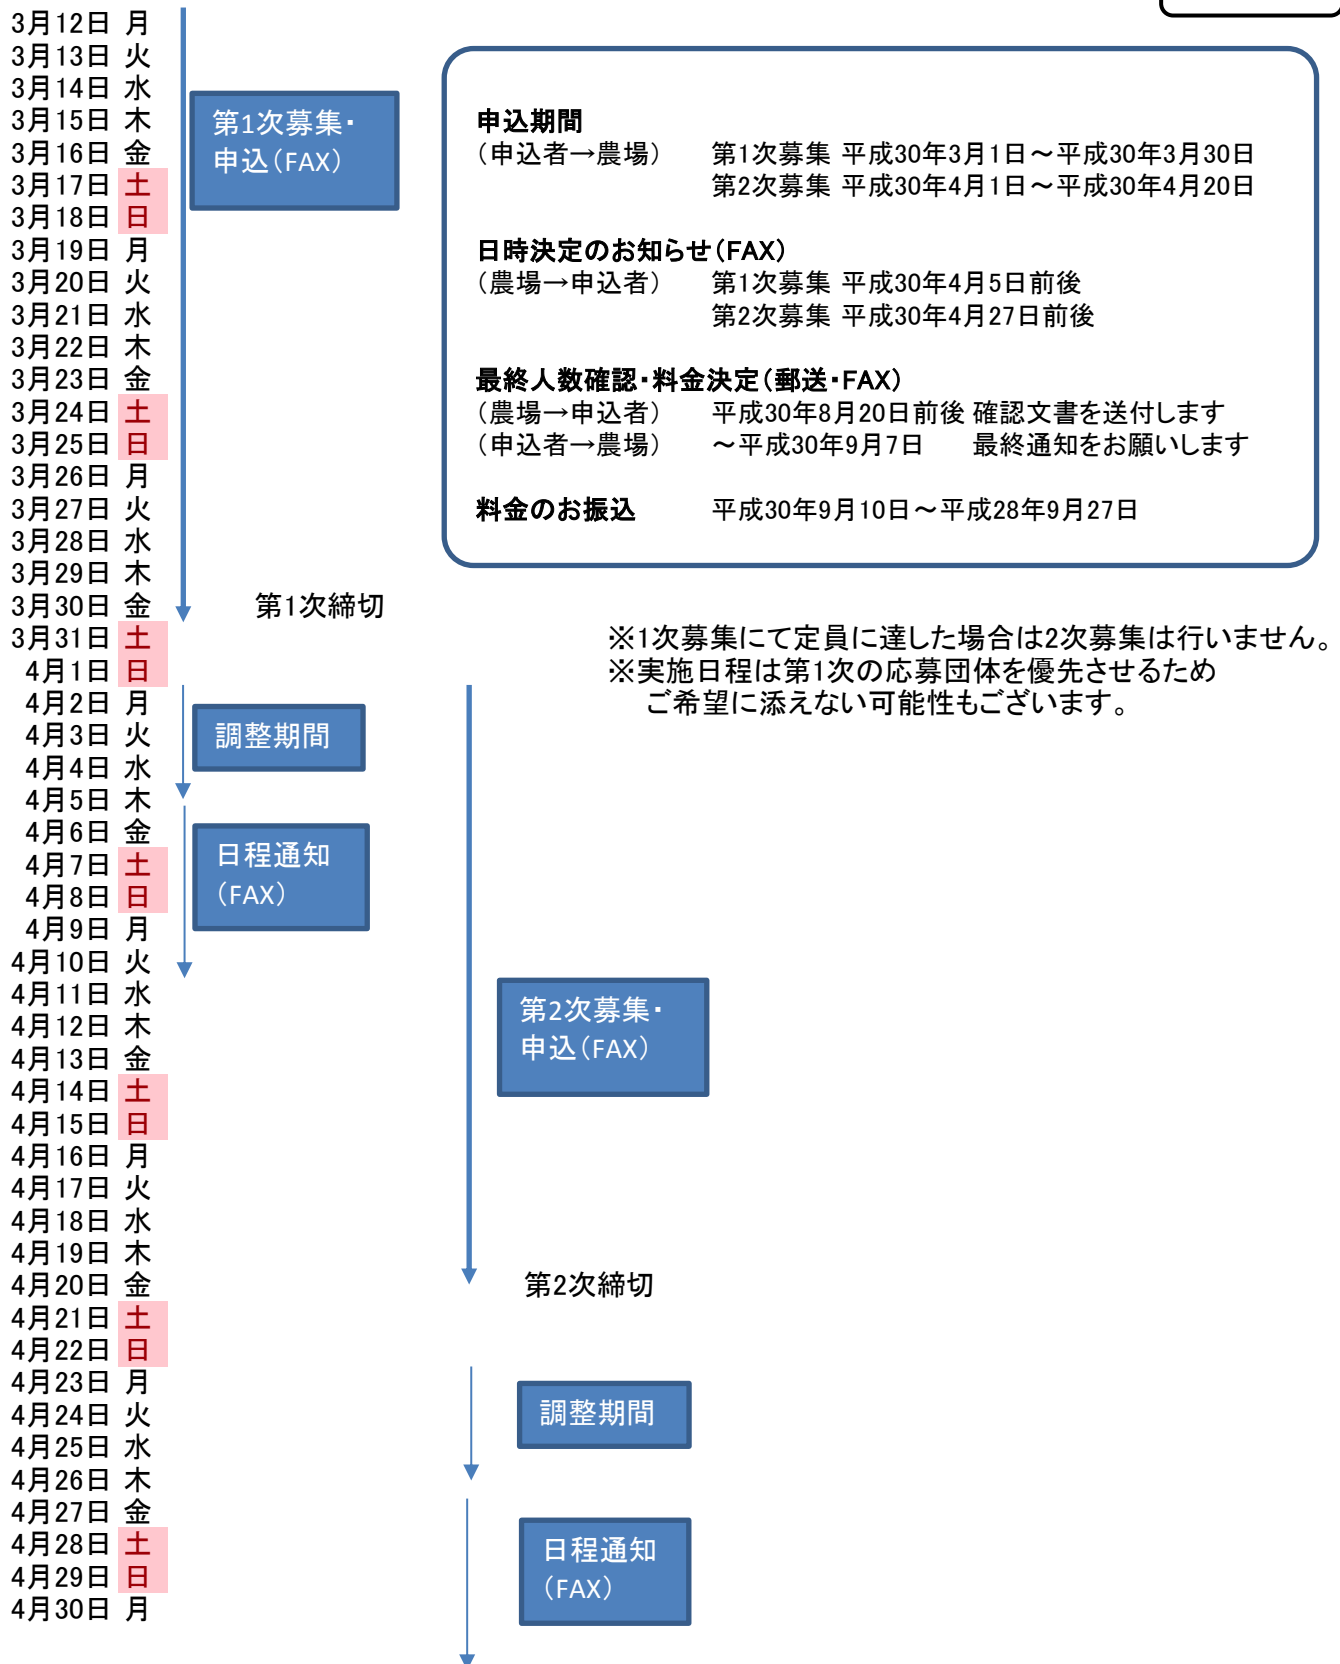 3月12日 月
3月13日 火
3月14日 水
3月15日 木
3月16日 金
3月17日 土
3月18日 日
3月19日 月
3月20日 火
3月21日 水
3月22日 木
3月23日 金
3月24日 土
3月25日 日
3月26日 月
3月27日 火
3月28日 水
3月29日 木
3月30日 金
3月31日 土
4月1日 日
4月2日 月
4月3日 火
4月4日 水
4月5日 木
4月6日 金
4月7日 土
4月8日 日
4月9日 月
4月10日 火
4月11日 水
4月12日 木
4月13日 金
4月14日 土
4月15日 日
4月16日 月
4月17日 火
4月18日 水
4月19日 木
4月20日 金
4月21日 土
4月22日 日
4月23日 月
4月24日 火
4月25日 水
4月26日 木
4月27日 金
4月28日 土
4月29日 日
4月30日 月
第1次募集・
申込（FAX）
第1次締切
調整期間
日程通知
（FAX）
申込期間
（申込者→農場） 第1次募集 平成30年3月1日～平成30年3月30日
第2次募集 平成30年4月1日～平成30年4月20日
日時決定のお知らせ（FAX）
（農場→申込者） 第1次募集 平成30年4月5日前後
第2次募集 平成30年4月27日前後
最終人数確認・料金決定（郵送・FAX）
（農場→申込者） 平成30年8月20日前後 確認文書を送付します
（申込者→農場） ～平成30年9月7日 最終通知をお願いします
料金のお振込 平成30年9月10日～平成28年9月27日
※1次募集にて定員に達した場合は2次募集は行いません。
※実施日程は第1次の応募団体を優先させるため
ご希望に添えない可能性もございます。
第2次募集・
申込（FAX）
第2次締切
調整期間
日程通知
（FAX）